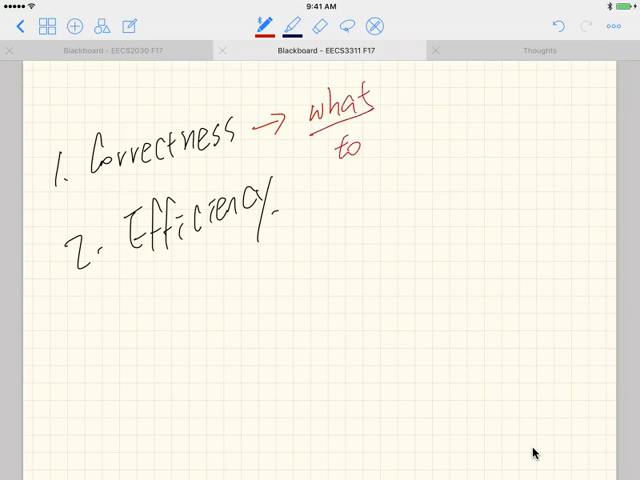 9:41 AM
Blackboard - EECS2030 F17
Blackboard - EECS3311 F17
Thoughts
1. Correctness → what
to
2. Efficiency.